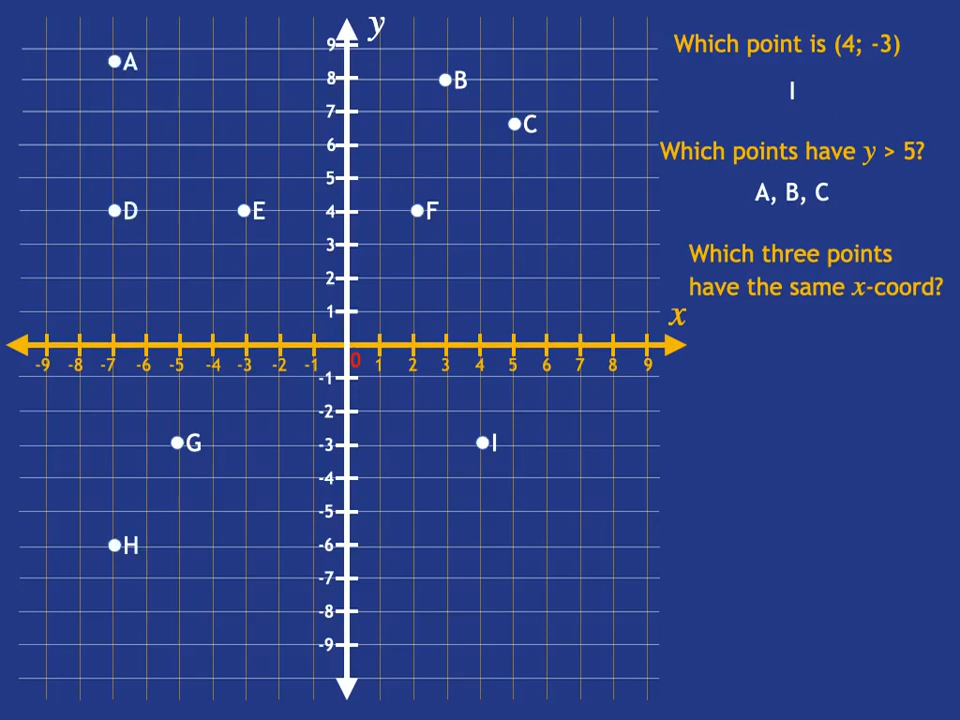 y
Which point is (4; -3)
9
A
8
B
I
7
C
6
Which points have y > 5?
5
A, B, C
4
D
E
F
3
Which three points
2
have the same x-coord?
1
x
-9 -8 -7 -6 -5 -4 -3 -2 -1 0 1 2 3 4 5 6 7 8 9
-1
-2
-3
G
I
-4
-5
-6
H
-7
-8
-9